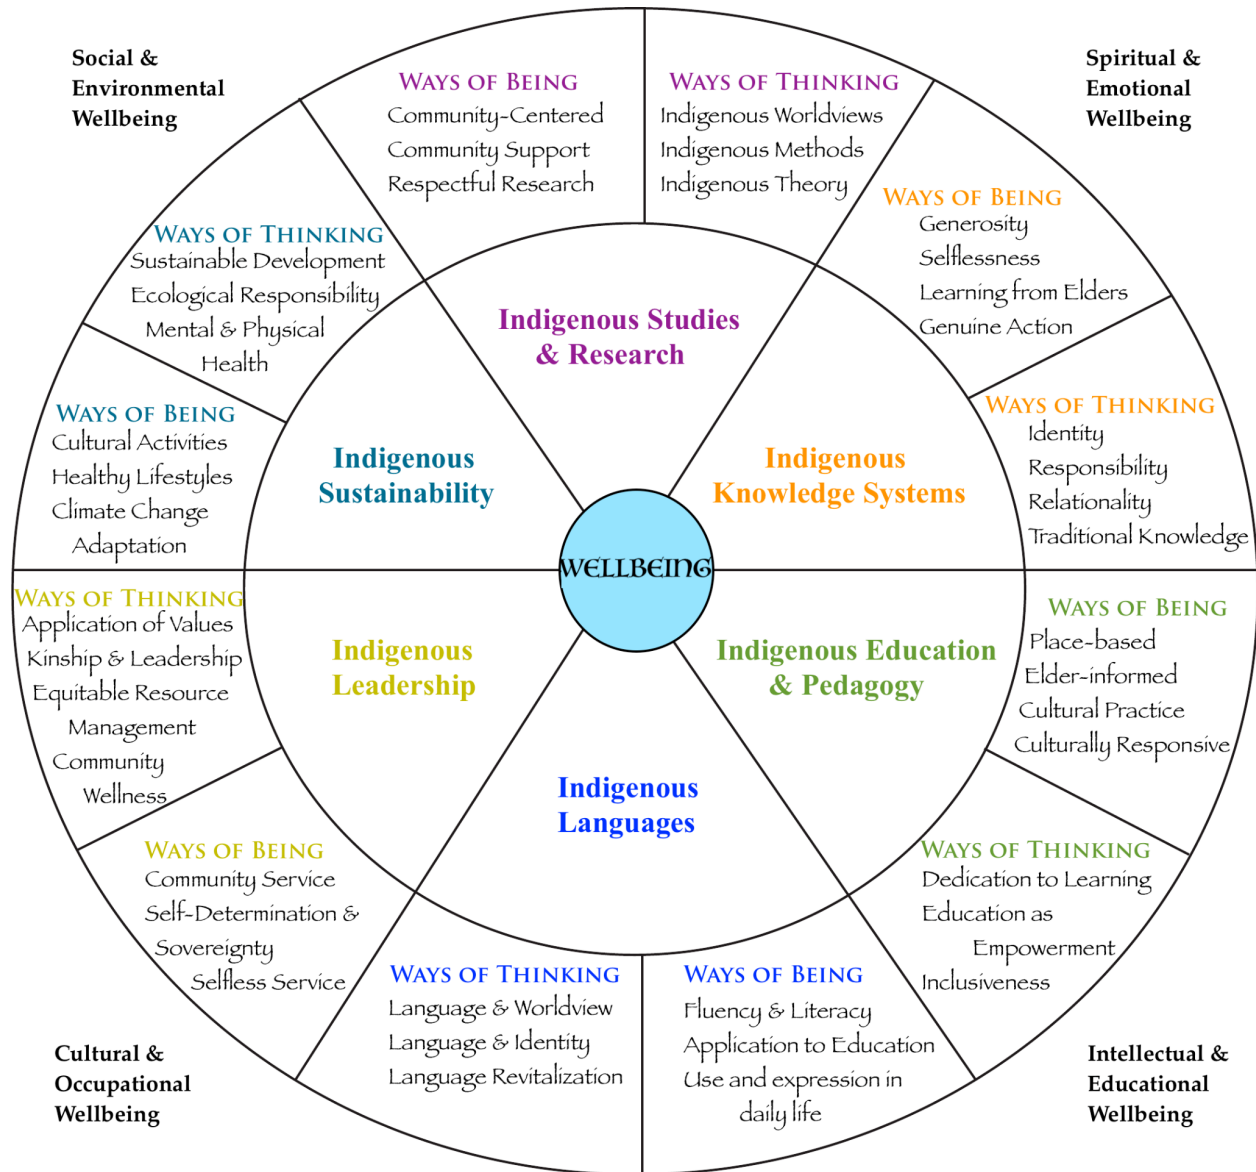 Social &
Environmental
Wellbeing
Spiritual &
Emotional
Wellbeing
WAYS OF BEING
Community-Centered
Community Support
Respectful Research
WAYS OF THINKING
Indigenous Worldviews
Indigenous Methods
Indigenous Theory
WAYS OF BEING
Generosity
Selflessness
Learning from Elders
Genuine Action
WAYS OF THINKING
Identity
Responsibility
Relationality
Traditional Knowledge
WAYS OF THINKING
Sustainable Development
Ecological Responsibility
Mental & Physical
Health
WAYS OF BEING
Cultural Activities
Healthy Lifestyles
Climate Change
Adaptation
Indigenous Studies
& Research
Indigenous
Sustainability
Indigenous
Knowledge Systems
WELLBEING
Indigenous
Leadership
Indigenous Education
& Pedagogy
Indigenous
Languages
WAYS OF THINKING
Application of Values
Kinship & Leadership
Equitable Resource
Management
Community
Wellness
WAYS OF BEING
Community Service
Self-Determination &
Sovereignty
Selfless Service
WAYS OF BEING
Place-based
Elder-informed
Cultural Practice
Culturally Responsive
WAYS OF THINKING
Dedication to Learning
Education as
Empowerment
Inclusiveness
WAYS OF THINKING
Language & Worldview
Language & Identity
Language Revitalization
WAYS OF BEING
Fluency & Literacy
Application to Education
Use and expression in
daily life
Cultural &
Occupational
Wellbeing
Intellectual &
Educational
Wellbeing